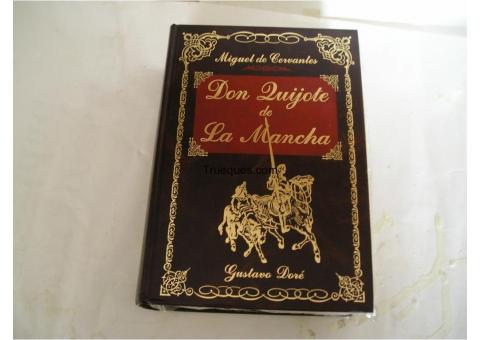 Miguel de Cervantes
Don Quijote
de
La Mancha
Trueques.com
Gustavo Doré